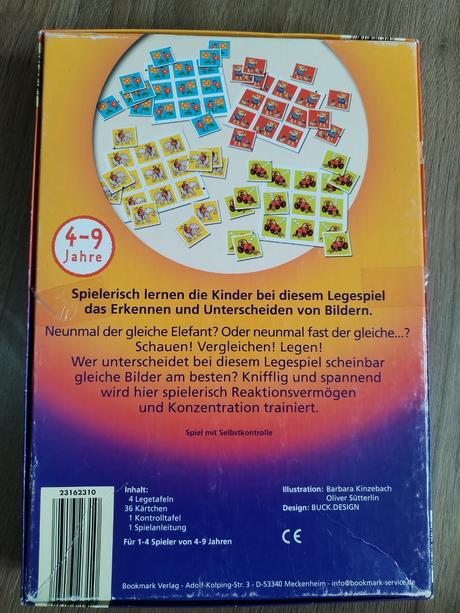 4-9
Jahre
Spielerisch lernen die Kinder bei diesem Legespiel
das Erkennen und Unterscheiden von Bildern.
Neunmal der gleiche Elefant? Oder neunmal fast der gleiche...?
Schauen! Vergleichen! Legen!
Wer unterscheidet bei diesem Legespiel scheinbar
gleiche Bilder am besten? Knifflig und spannend
wird hier spielerisch Reaktionsvermögen
und Konzentration trainiert.
Spiel mit Selbstkontrolle
23162310
Inhalt:
4 Legetafeln
36 Kärtchen
1 Kontrolltafel
1 Spielanleitung
Für 1-4 Spieler von 4-9 Jahren
Illustration: Barbara Kinzebach
Oliver Sütterlin
Design: BUCK.DESIGN
CE
Bookmark Verlag - Adolf-Kolping-Str. 3 - D-53340 Meckenheim - info@bookmark-service.de